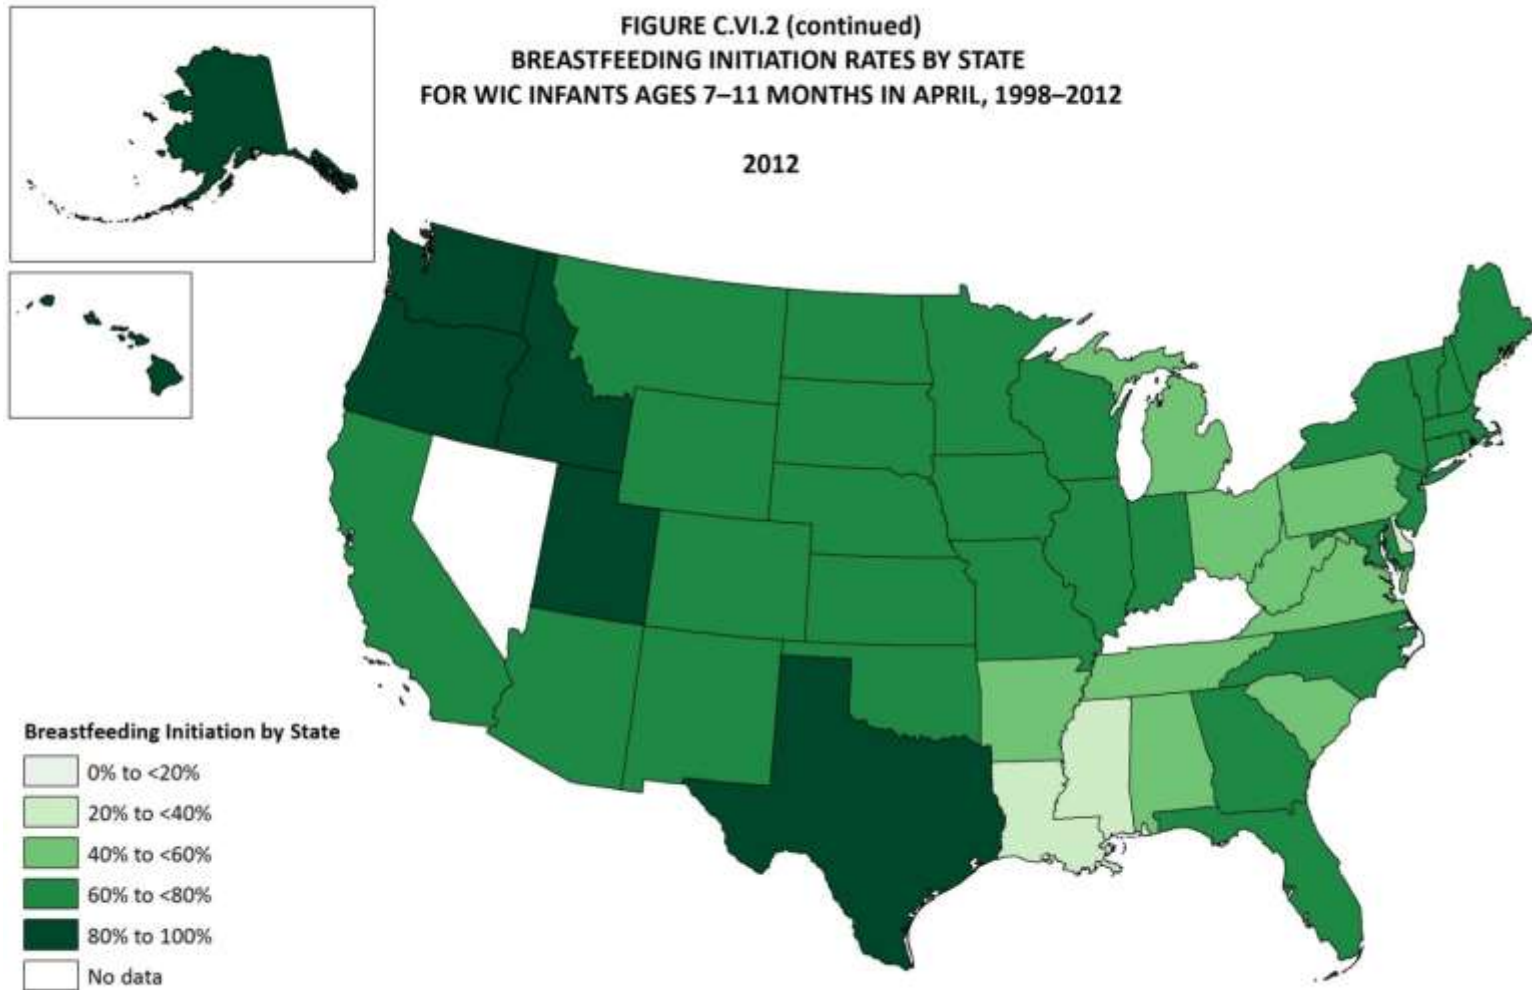 FIGURE C.VI.2 (continued)
BREASTFEEDING INITIATION RATES BY STATE
FOR WIC INFANTS AGES 7–11 MONTHS IN APRIL, 1998–2012
2012
Breastfeeding Initiation by State
0% to <20%
20% to <40%
40% to <60%
60% to <80%
80% to 100%
No data